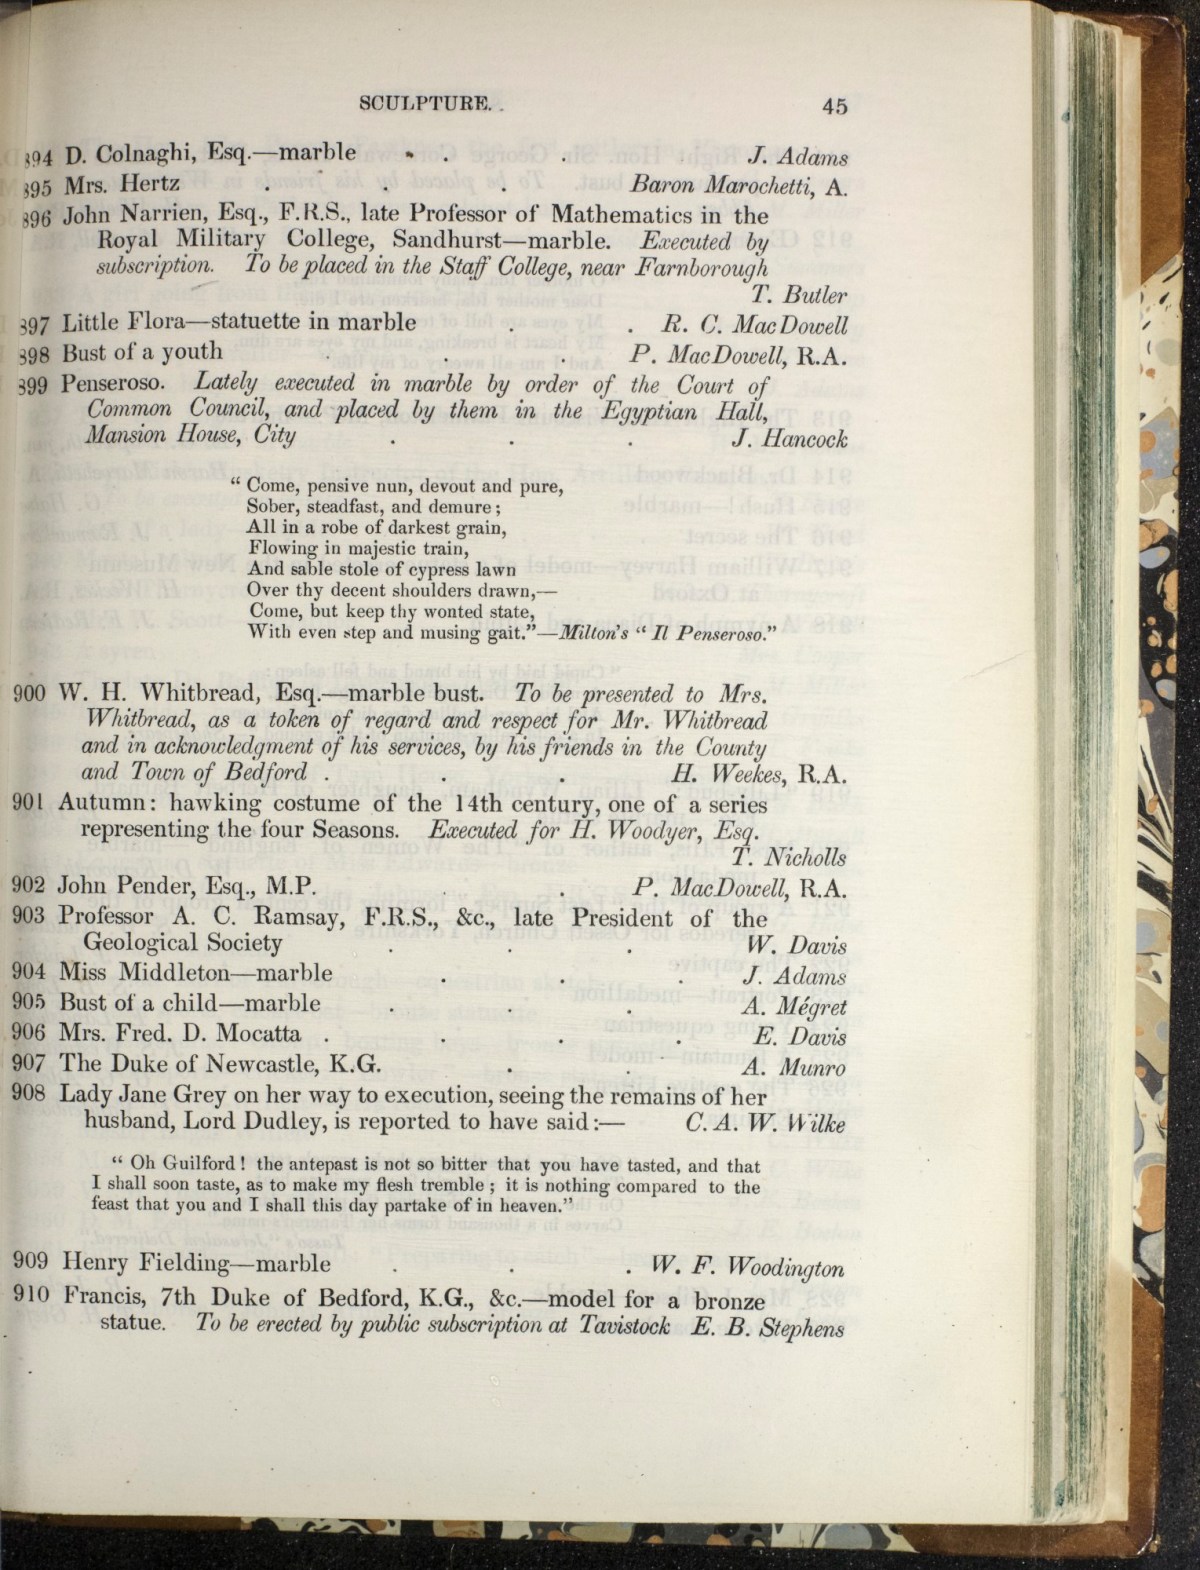 SCULPTURE. 45
894 D. Colnaghi, Esq.—marble . . . J. Adams
895 Mrs. Hertz . . . Baron Marochetti, A.
896 John Narrien, Esq., F.R.S., late Professor of Mathematics in the
Royal Military College, Sandhurst—marble. Executed by
subscription. To be placed in the Staff College, near Farnborough
T. Butler
897 Little Flora—statuette in marble . . R. C. MacDowell
898 Bust of a youth . . . P. MacDowell, R.A.
899 Penseroso. Lately executed in marble by order of the Court of
Common Council, and placed by them in the Egyptian Hall,
Mansion House, City . . . J. Hancock
“ Come, pensive nun, devout and pure,
Sober, steadfast, and demure ;
All in a robe of darkest grain,
Flowing in majestic train,
And sable stole of cypress lawn
Over thy decent shoulders drawn,—
Come, but keep thy wonted state,
With even step and musing gait.”—Milton's “ Il Penseroso.”
900 W. H. Whitbread, Esq.—marble bust. To be presented to Mrs.
Whitbread, as a token of regard and respect for Mr. Whitbread
and in acknowledgment of his services, by his friends in the County
and Town of Bedford . . . H. Weekes, R.A.
901 Autumn: hawking costume of the 14th century, one of a series
representing the four Seasons. Executed for H. Woodyer, Esq.
T. Nicholls
902 John Pender, Esq., M.P. . . P. MacDowell, R.A.
903 Professor A. C. Ramsay, F.R.S., &c., late President of the
Geological Society . . . W. Davis
904 Miss Middleton—marble . . . J. Adams
905 Bust of a child—marble . . . A. Mégret
906 Mrs. Fred. D. Mocatta . . . . E. Davis
907 The Duke of Newcastle, K.G. . . A. Munro
908 Lady Jane Grey on her way to execution, seeing the remains of her
husband, Lord Dudley, is reported to have said:— C. A. W. Wilke
“ Oh Guilford ! the antepast is not so bitter that you have tasted, and that
I shall soon taste, as to make my flesh tremble ; it is nothing compared to the
feast that you and I shall this day partake of in heaven.”
909 Henry Fielding—marble . . . W. F. Woodington
910 Francis, 7th Duke of Bedford, K.G., &c.—model for a bronze
statue. To be erected by public subscription at Tavistock E. B. Stephens